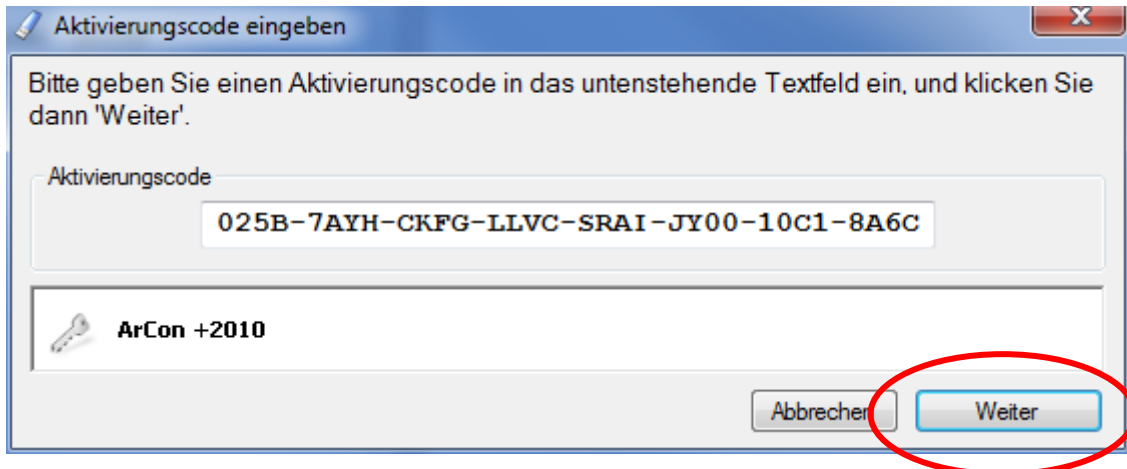 Aktivierungscode eingeben
Bitte geben Sie einen Aktivierungscode in das untenstehende Textfeld ein, und klicken Sie
dann 'Weiter'.
Aktivierungscode
025B-7AYH-CKFG-LLVC-SRAI-JY00-10C1-8A6C
ArCon +2010
Abbrechen Weiter